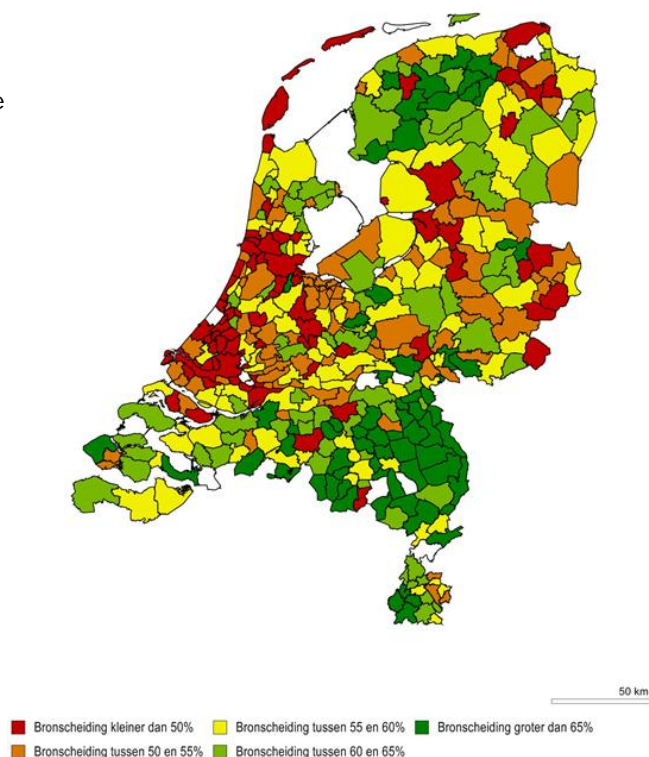 e
50 km
Bronscheiding kleiner dan 50% Bronscheiding tussen 55 en 60% Bronscheiding groter dan 65%
Bronscheiding tussen 50 en 55% Bronscheiding tussen 60 en 65%